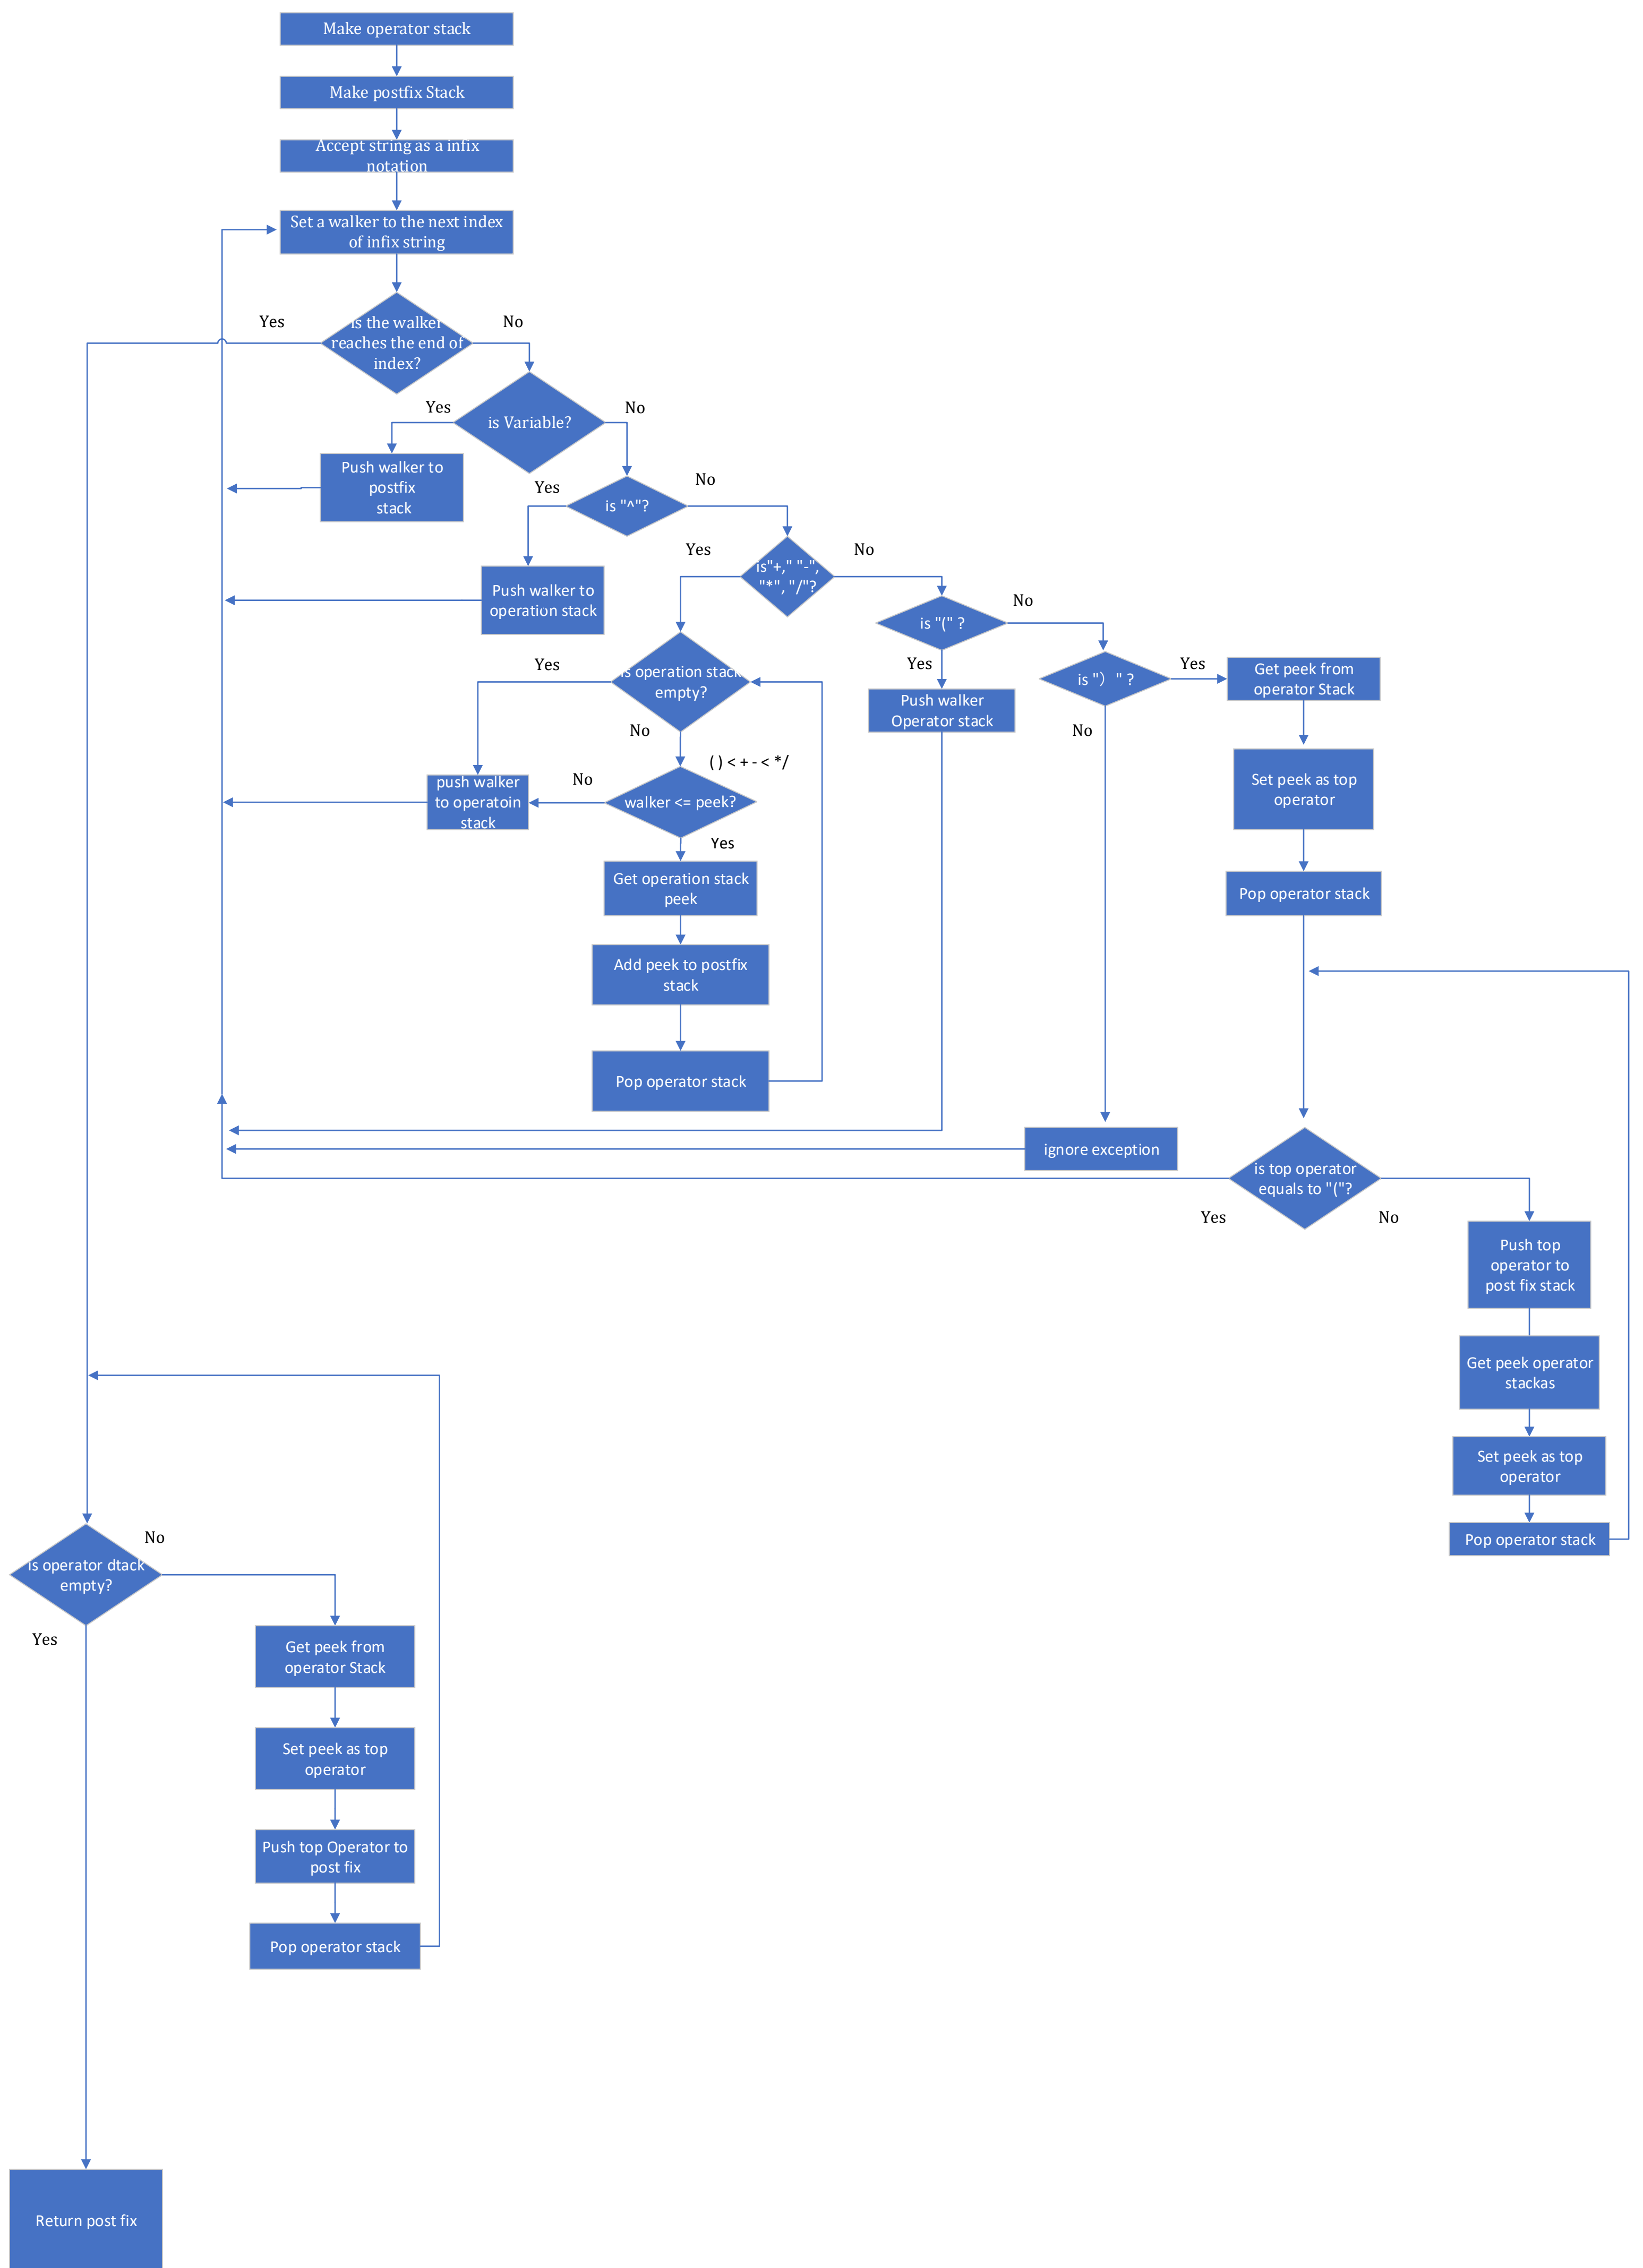 Make operator stack
Make postfix Stack
Accept string as a infix
notation
Set a walker to the next index
of infix string
Yes
No
is the walker
reaches the end of
index?
Yes
No
is Variable?
Push walker to
postfix
stack
Yes
No
is "^"?
Push walker to
operation stack
Yes
No
is"+," "-",
"*", "/"?
No
is "(" ?
Yes
Push walker
Operator stack
is ")" ?
Yes
No
Get peek from
operator Stack
Set peek as top
operator
Pop operator stack
Yes
is operation stack
empty?
No
( ) < + - < */
No
walker <= peek?
push walker
to operatoin
stack
Yes
Get operation stack
peek
Add peek to postfix
stack
Pop operator stack
ignore exception
is top operator
equals to "("?
Yes
No
Push top
operator to
post fix stack
Get peek operator
stackas
Set peek as top
operator
Pop operator stack
No
is operator dtack
empty?
Yes
Get peek from
operator Stack
Set peek as top
operator
Push top Operator to
post fix
Pop operator stack
Return post fix